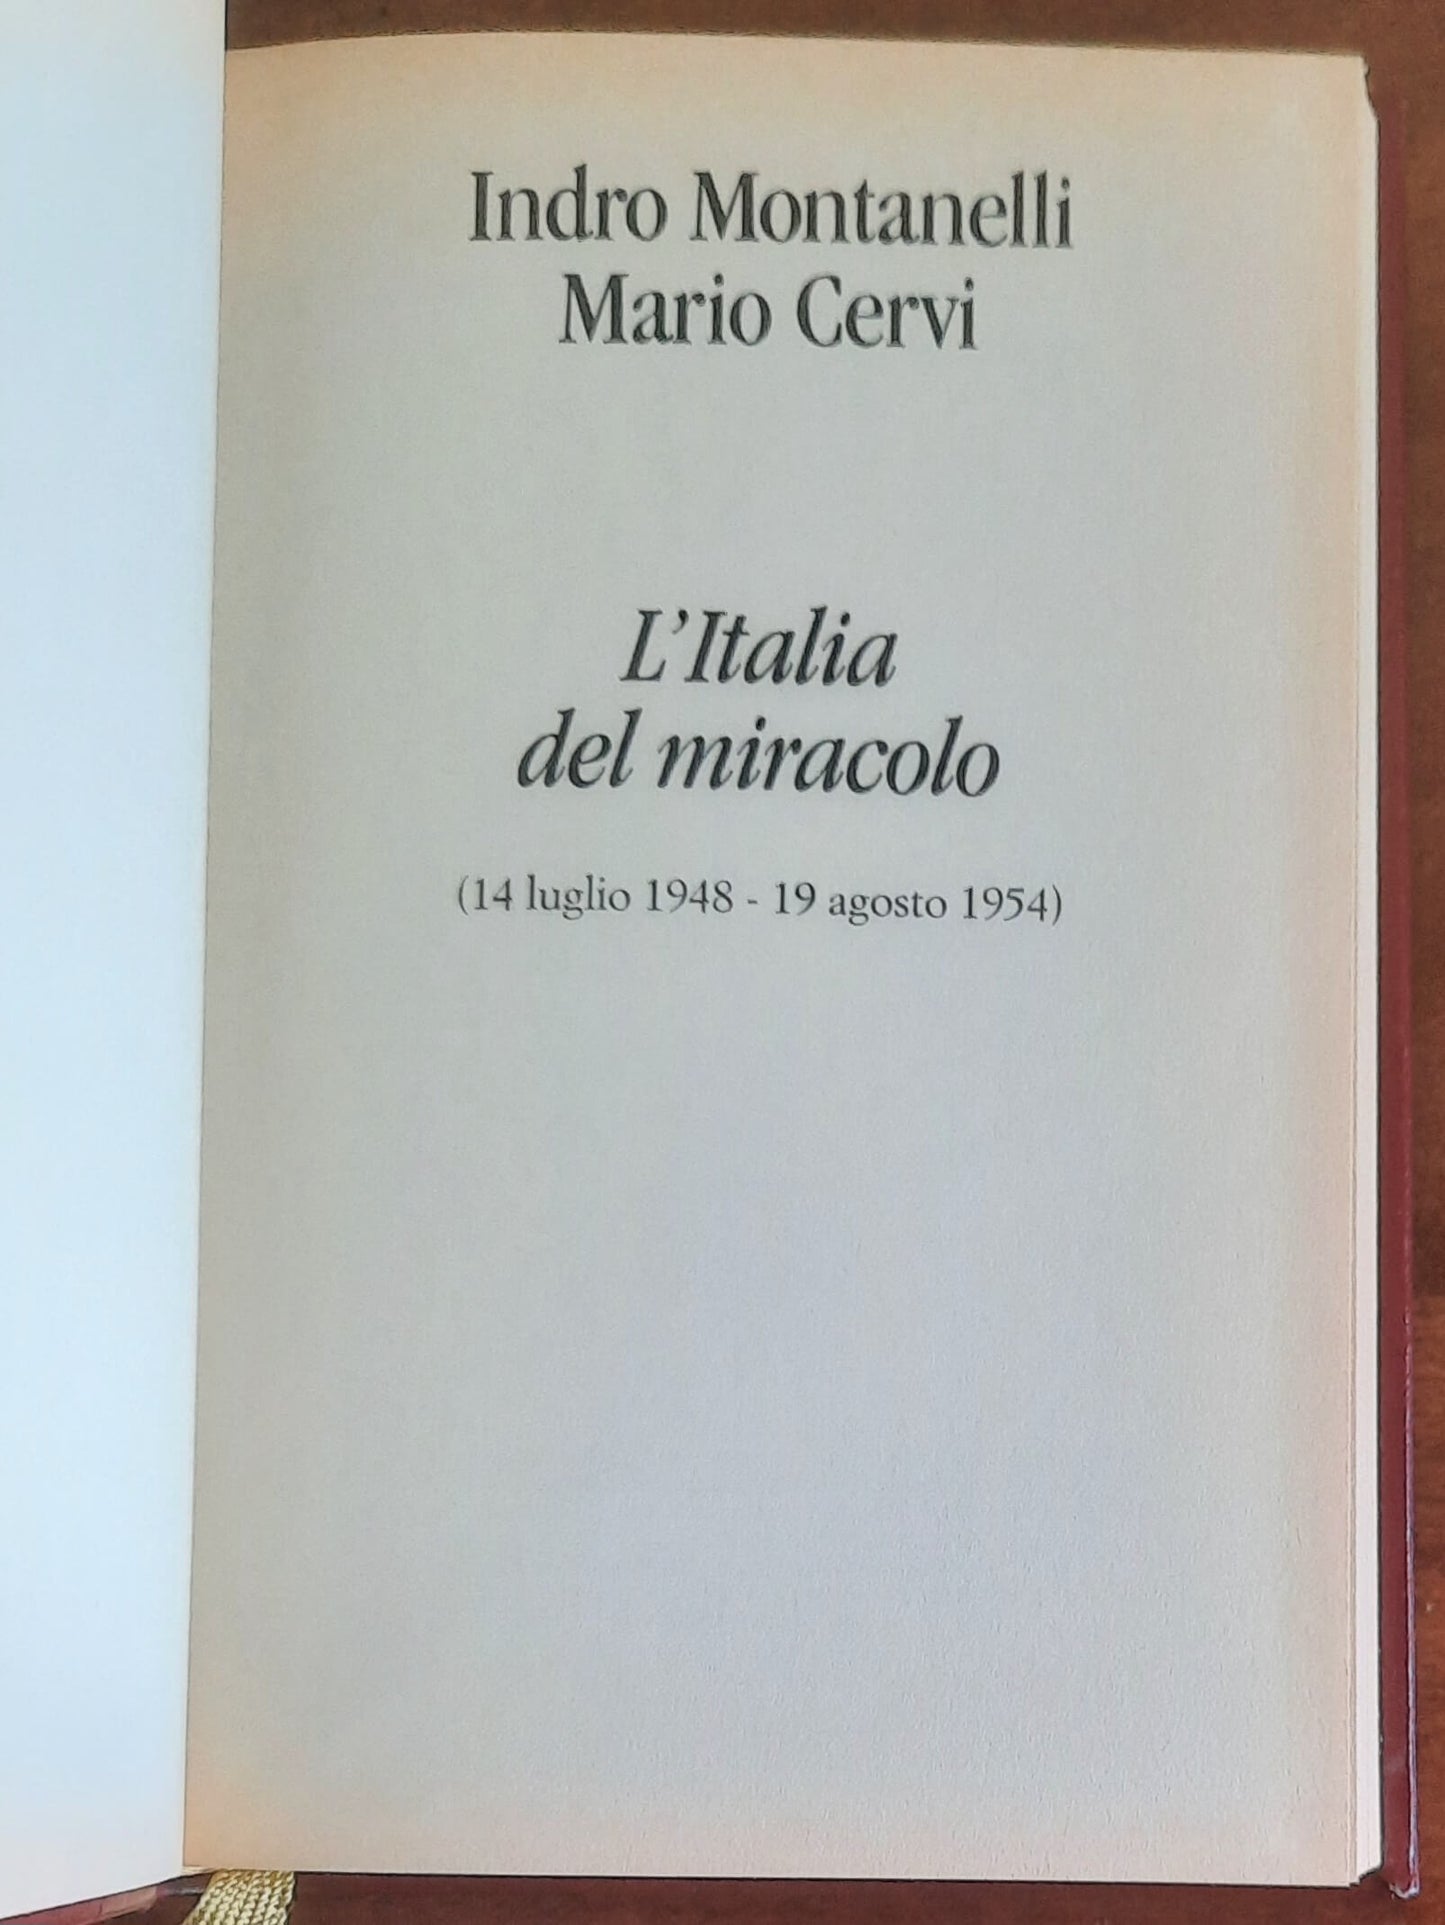 Indro Montanelli
Mario Cervi
L'Italia
del miracolo
(14 luglio 1948 - 19 agosto 1954)